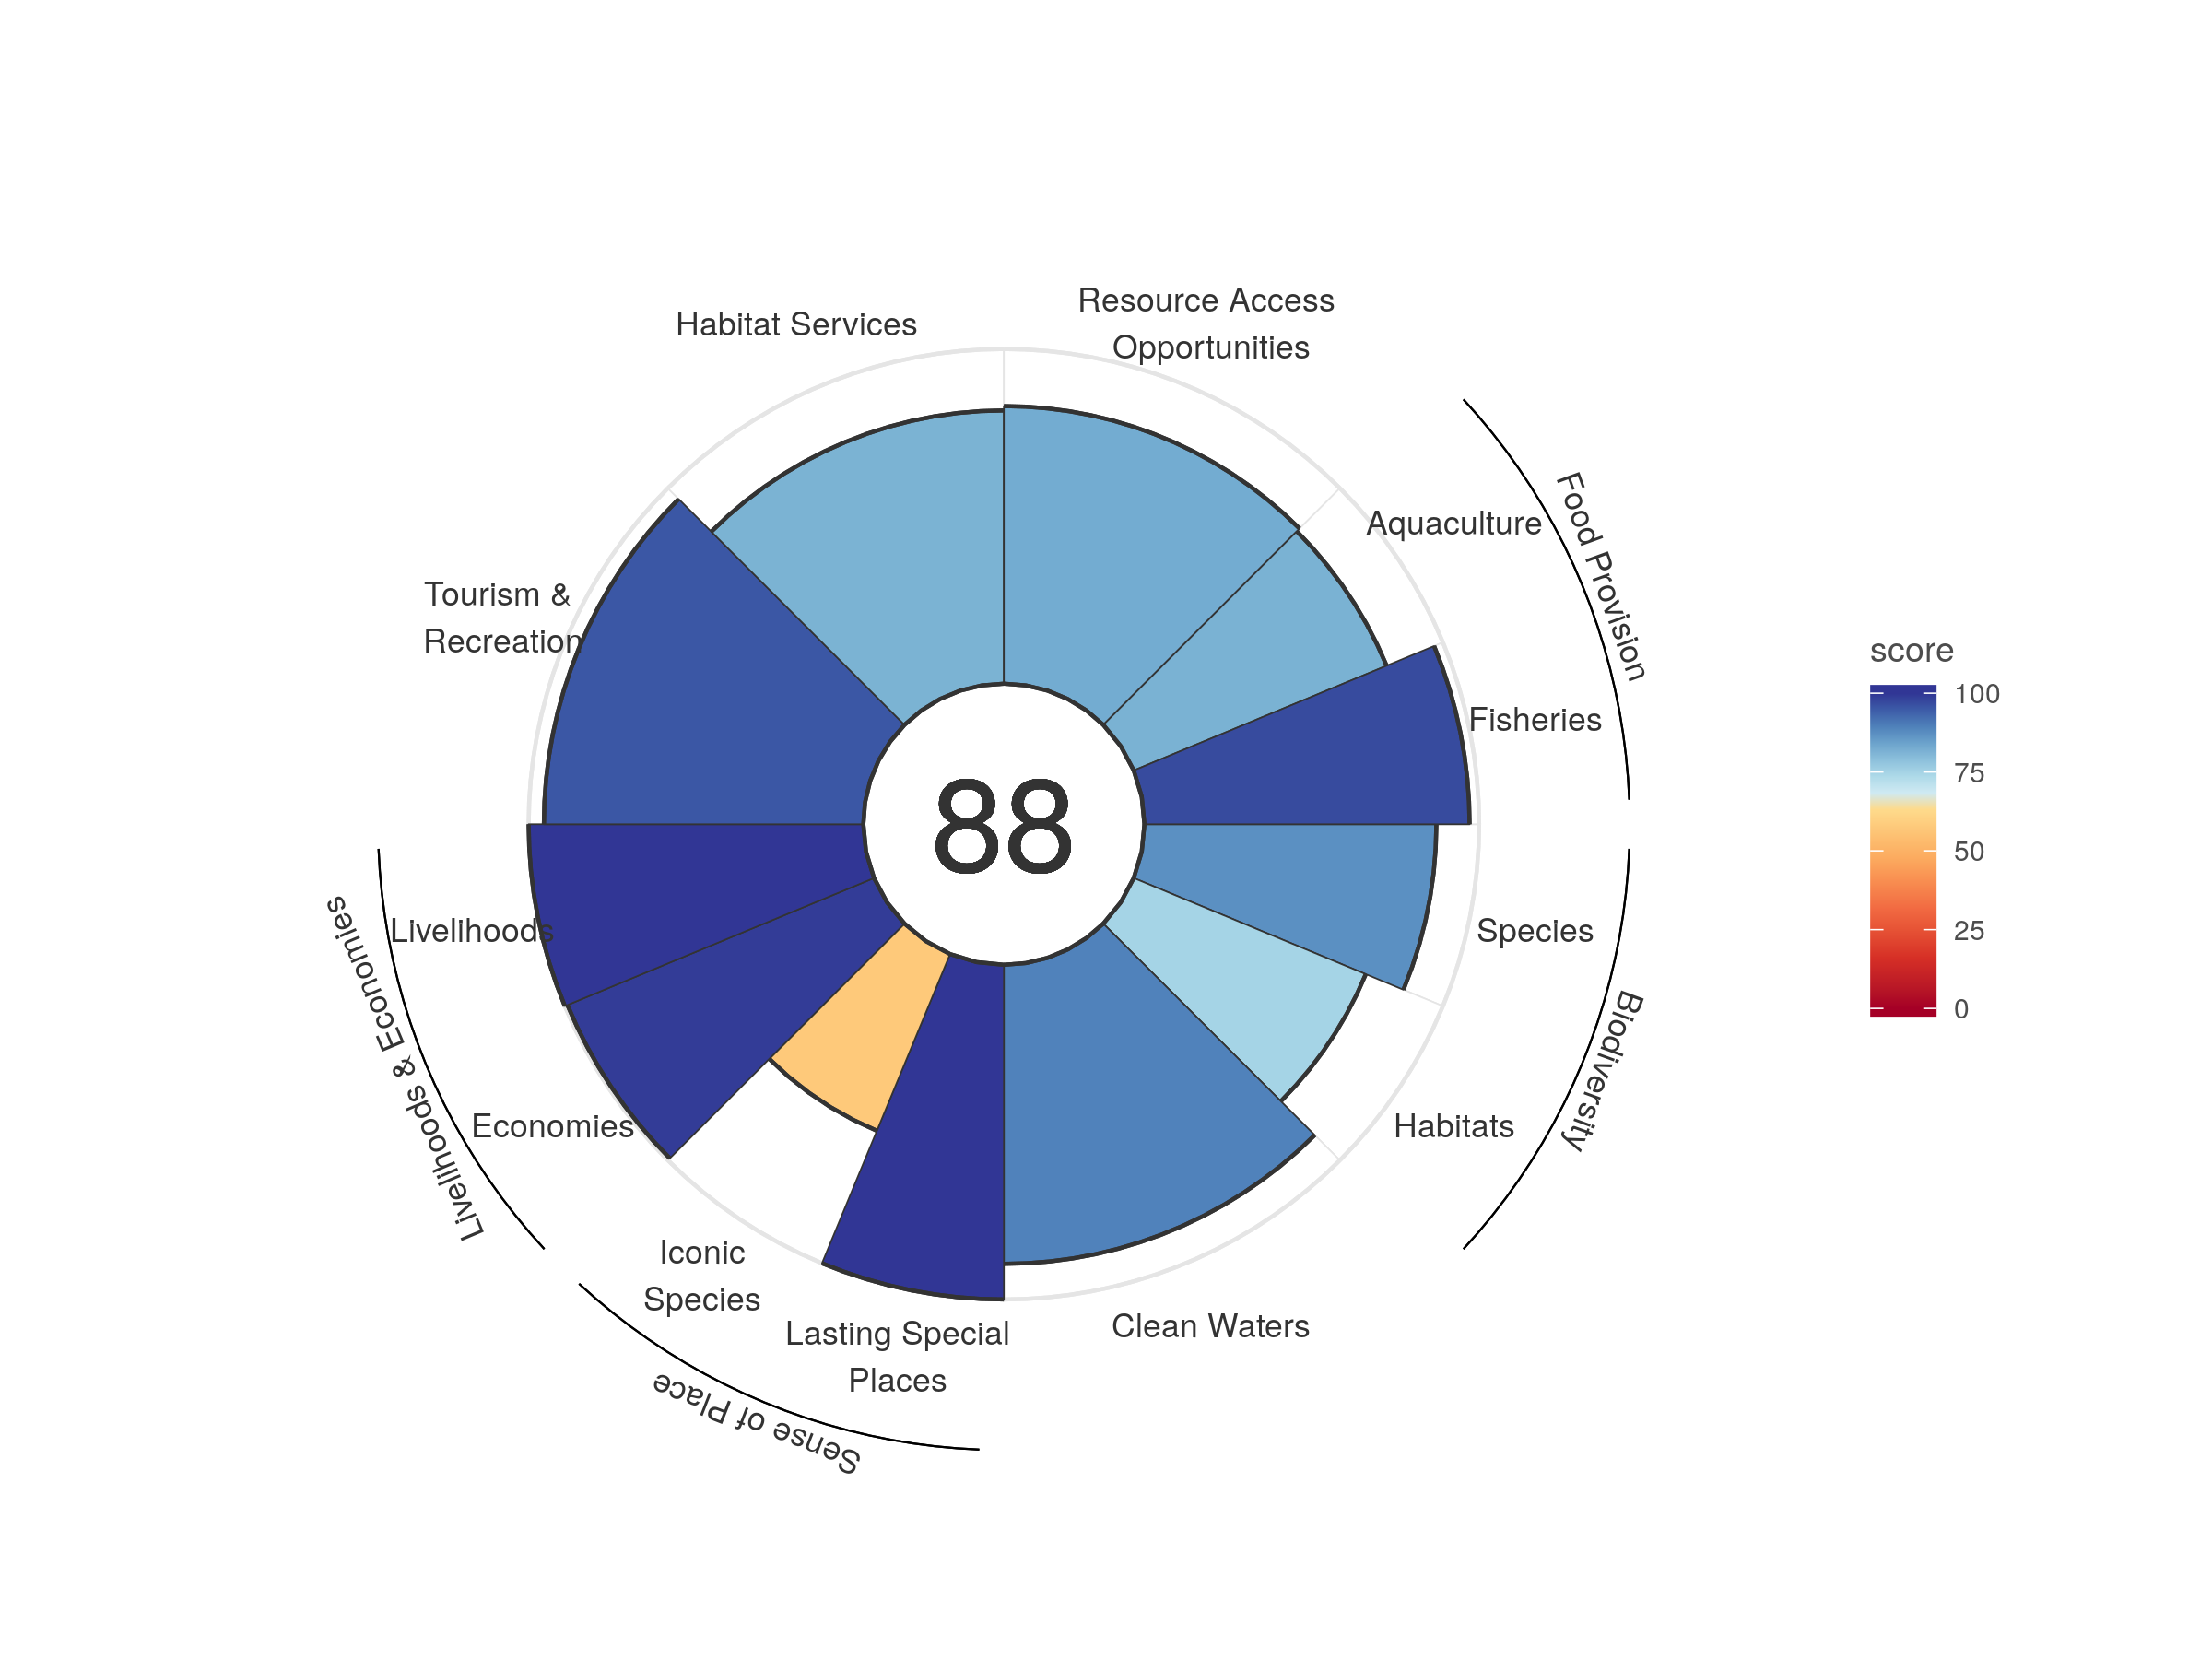 Resource Access
Opportunities
Habitat Services
Food Provision
Aquaculture
Tourism &
Recreation
Fisheries
score
100
75
50
25
0
88
Livelihoods
Species
Livelihoods & Economies
Biodiversity
Economies
Habitats
Iconic
Species
Lasting Special
Places
Clean Waters
Sense of Place